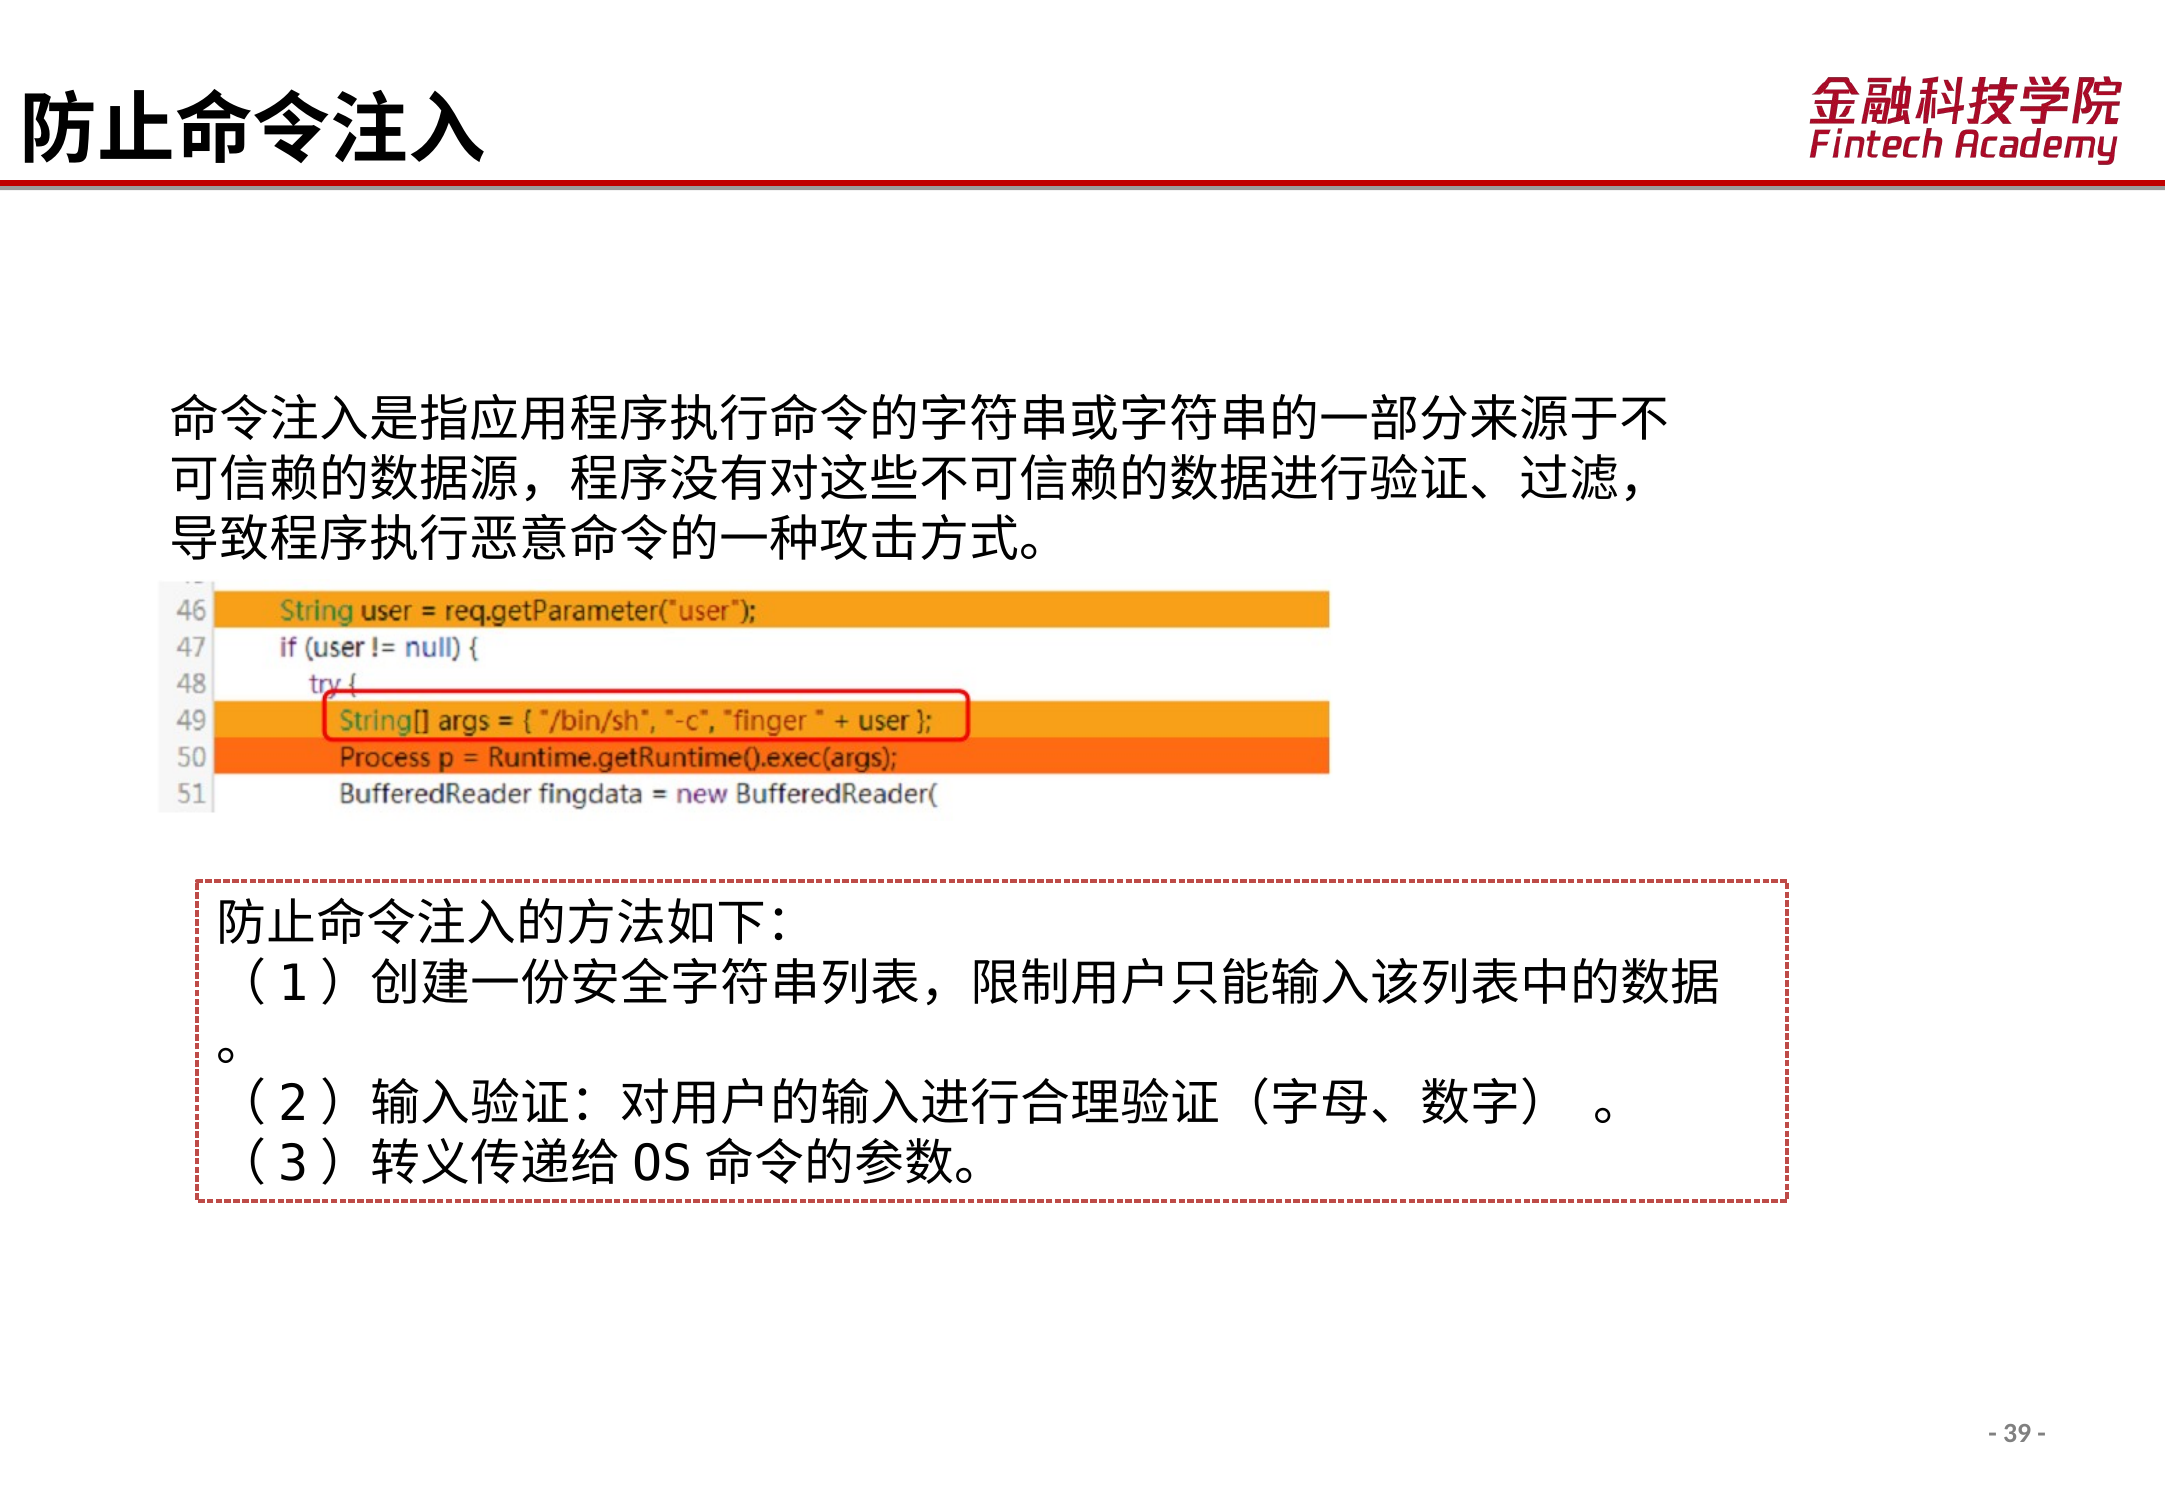 防止命令注入
金融科技学院
Fintech Academy
命令注入是指应用程序执行命令的字符串或字符串的一部分来源于不
可信赖的数据源，程序没有对这些不可信赖的数据进行验证、过滤，
导致程序执行恶意命令的一种攻击方式。
46 String user = req.getParameter("user");
47 if (user != null) {
48 try {
49 String[] args = { "/bin/sh", "-c", "finger " + user };
50 Process p = Runtime.getRuntime().exec(args);
51 BufferedReader fingdata = new BufferedReader(
防止命令注入的方法如下：
（1）创建一份安全字符串列表，限制用户只能输入该列表中的数据
。
（2）输入验证：对用户的输入进行合理验证（字母、数字） 。
（3）转义传递给 OS 命令的参数。
- 39 -